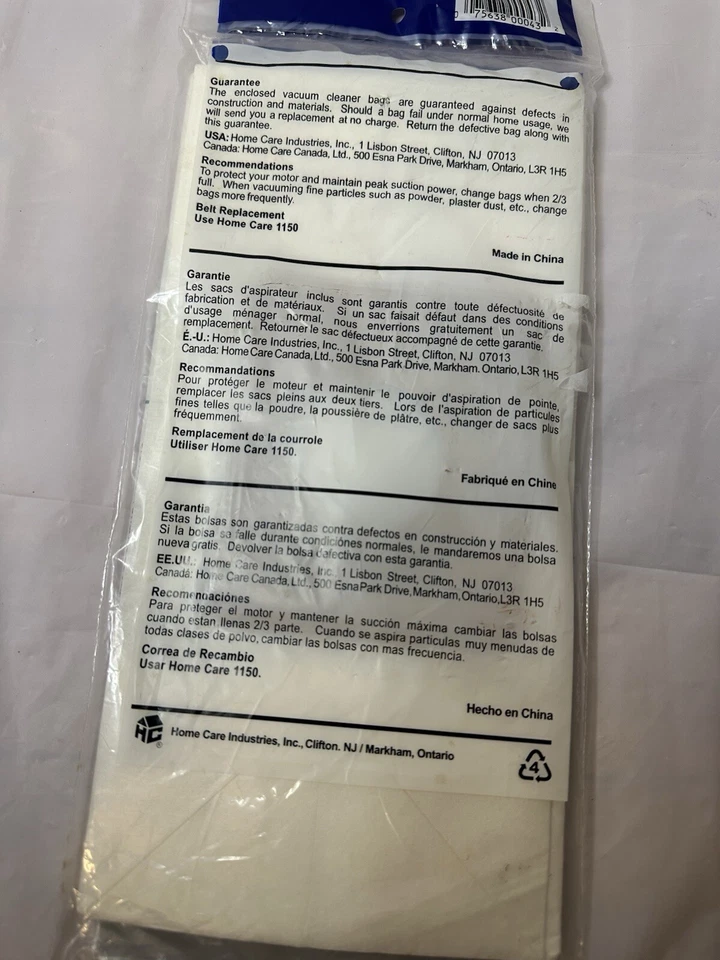 0 75638 00043 2
Guarantee
The enclosed vacuum cleaner bags are guaranteed against defects in
construction and materials. Should a bag fail under normal home usage, we
will send you a replacement at no charge. Return the defective bag along with
this guarantee.
USA: Home Care Industries, Inc., 1 Lisbon Street, Clifton, NJ 07013
Canada: Home Care Canada, Ltd., 500 Esna Park Drive, Markham, Ontario, L3R 1H5
Recommendations
To protect your motor and maintain peak suction power, change bags when 2/3
full. When vacuuming fine particles such as powder, plaster dust, etc., change
bags more frequently.
Belt Replacement
Use Home Care 1150
Made in China
Garantie
Les sacs d'aspirateur inclus sont garantis contre toute défectuosité de
fabrication et de matériaux. Si un sac faisait défaut dans des conditions
d'usage ménager normal, nous enverrions gratuitement un sac de
remplacement. Retourner le sac défectueux accompagné de cette garantie.
É.-U.: Home Care Industries, Inc., 1 Lisbon Street, Clifton, NJ 07013
Canada: Home Care Canada, Ltd., 500 Esna Park Drive, Markham. Ontario, L3R 1H5
Recommandations
Pour protéger le moteur et maintenir le pouvoir d'aspiration de pointe,
remplacer les sacs pleins aux deux tiers. Lors de l'aspiration de particules
fines telles que la poudre, la poussière de plâtre, etc., changer de sacs plus
fréquemment.
Remplacement de la courrole
Utiliser Home Care 1150.
Fabriqué en Chine
Garantia
Estas bolsas son garantizadas contra defectos en construcción y materiales.
Si la bolsa sa falle durante condiciónes normales, le mandaremos una bolsa
nueva gratis. Devolver la bolsa defectiva con esta garantia.
EE.UU.: Home Care Industries, Inc. 1 Lisbon Street, Clifton, NJ 07013
Canadá: Home Care Canada, Ltd., 500 Esna Park Drive, Markham, Ontario, L3R 1H5
Recomendaciónes
Para proteger el motor y mantener la succión máxima cambiar las bolsas
cuando estan llenas 2/3 parte. Cuando se aspira particulas muy menudas de
todas clases de polvo, cambiar las bolsas con mas frecuencia.
Correa de Recambio
Usar Home Care 1150.
Hecho en China
HC ® Home Care Industries, Inc., Clifton. NJ / Markham, Ontario
4